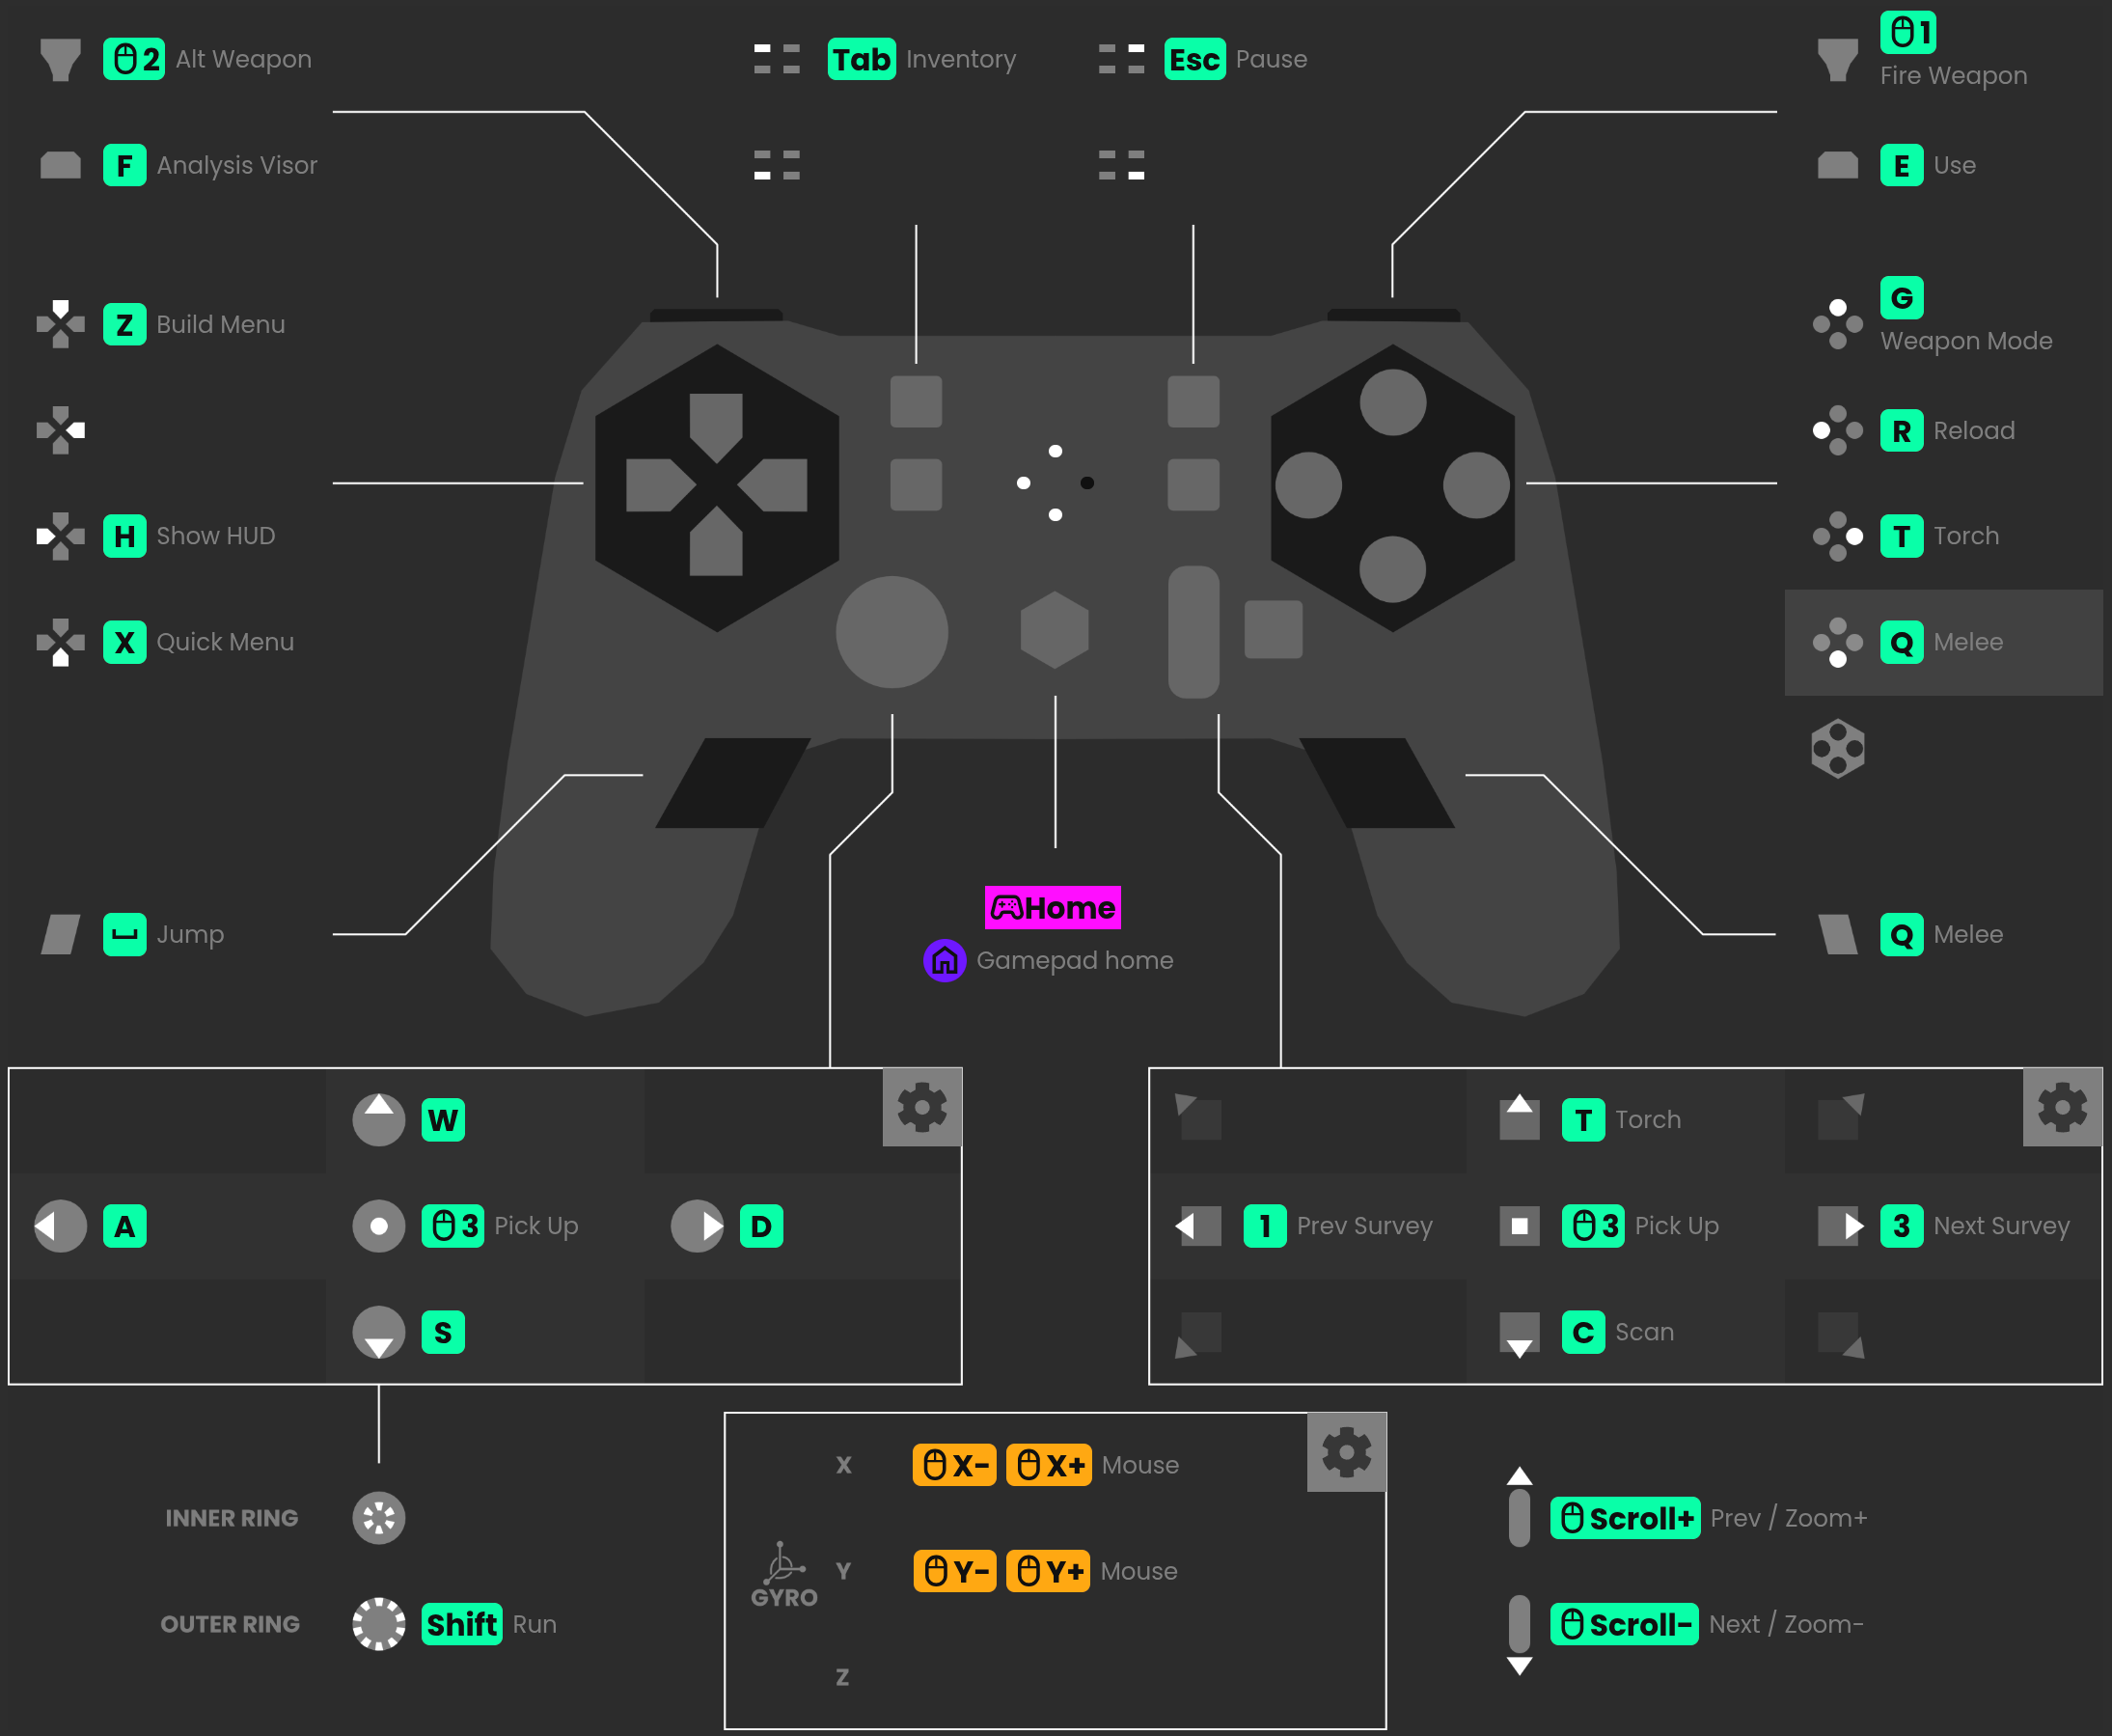 2 Alt Weapon
Tab Inventory
Esc Pause
1
Fire Weapon
F Analysis Visor
E Use
Z Build Menu
G
Weapon Mode
R Reload
H Show HUD
T Torch
X Quick Menu
Q Melee
Home
Gamepad home
Jump
Q Melee
W
A
3 Pick Up
D
S
T Torch
1 Prev Survey
3 Pick Up
3 Next Survey
C Scan
INNER RING
OUTER RING
Shift Run
X
X- X+ Mouse
GYRO
Y
Y- Y+ Mouse
Z
Scroll+ Prev / Zoom+
Scroll- Next / Zoom-